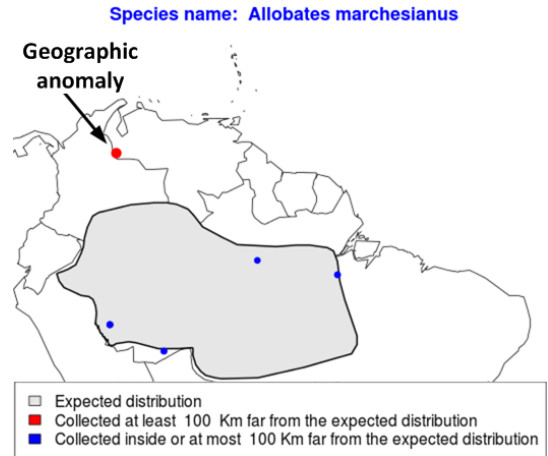 Species name: Allobates marchesianus
Geographic
anomaly
Expected distribution
Collected at least 100 Km far from the expected distribution
Collected inside or at most 100 Km far from the expected distribution